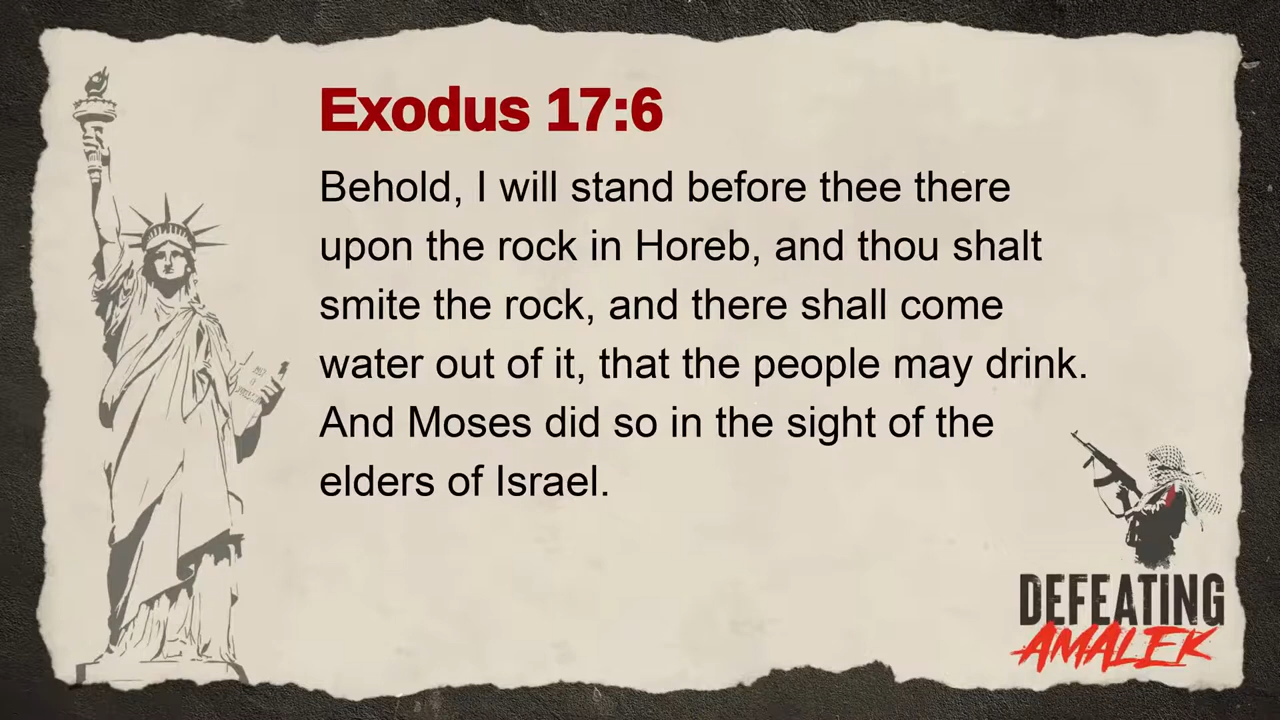 Exodus 17:6
Behold, I will stand before thee there
upon the rock in Horeb, and thou shalt
smite the rock, and there shall come
water out of it, that the people may drink.
And Moses did so in the sight of the
elders of Israel.
DEFEATING
AMALEK